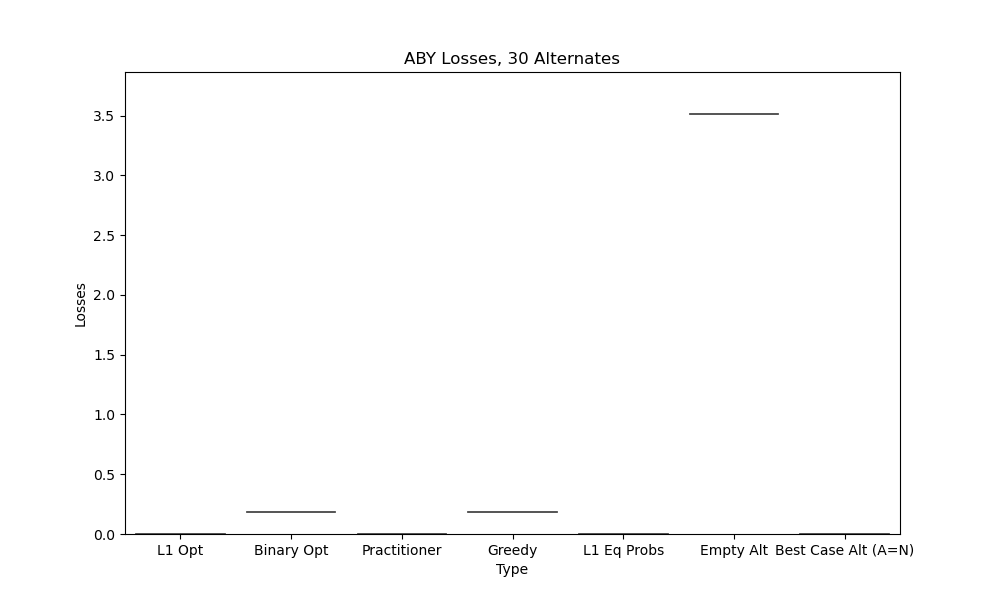 ABY Losses, 30 Alternates
3.5
3.0
2.5
2.0
1.5
1.0
0.5
0.0
Losses
L1 Opt Binary Opt Practitioner Greedy L1 Eq Probs Empty Alt Best Case Alt (A=N)
Type